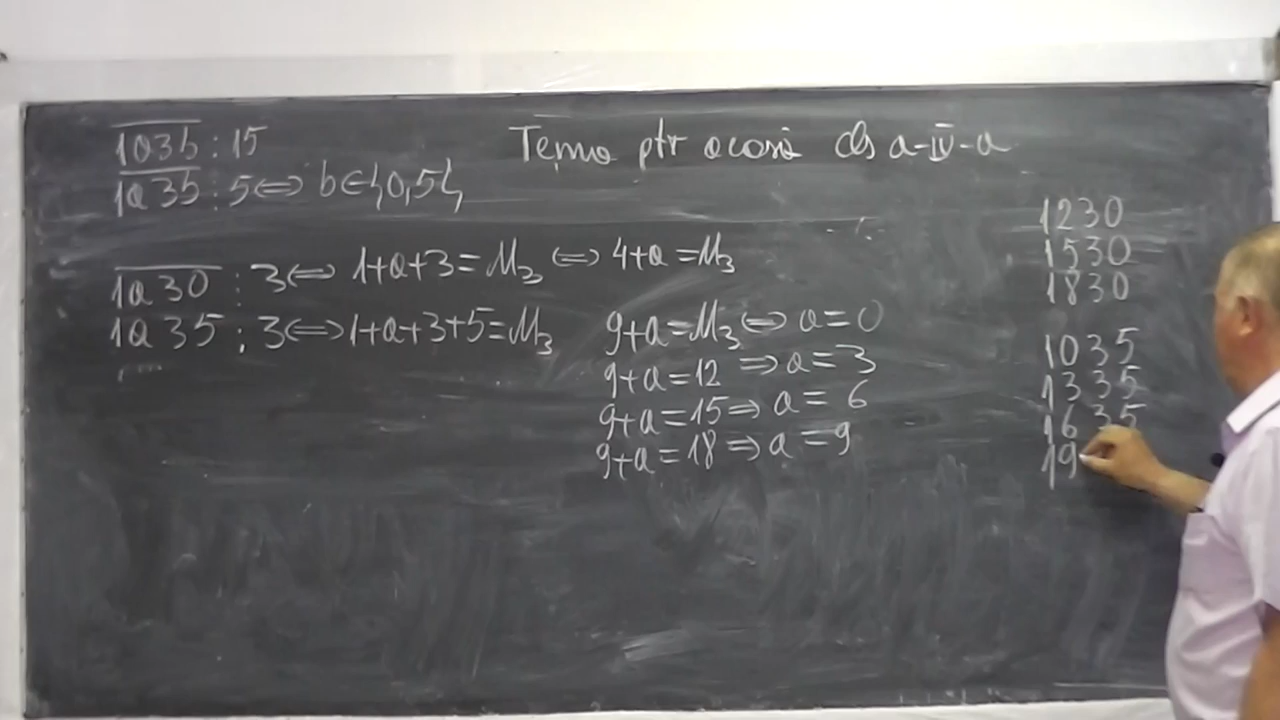 Tema ptr acasă cls a-IV-a
1a3b : 15
1a3b : 5 ⇔ b∈{0,5}
1a30 : 3 ⇔ 1+a+3=M3 ⇔ 4+a=M3
1a35 : 3 ⇔ 1+a+3+5=M3
9+a=M3 ⇔ a=0
9+a=12 ⇒ a=3
9+a=15 ⇒ a=6
9+a=18 ⇒ a=9
1230
1530
1830
1035
1335
1635
19